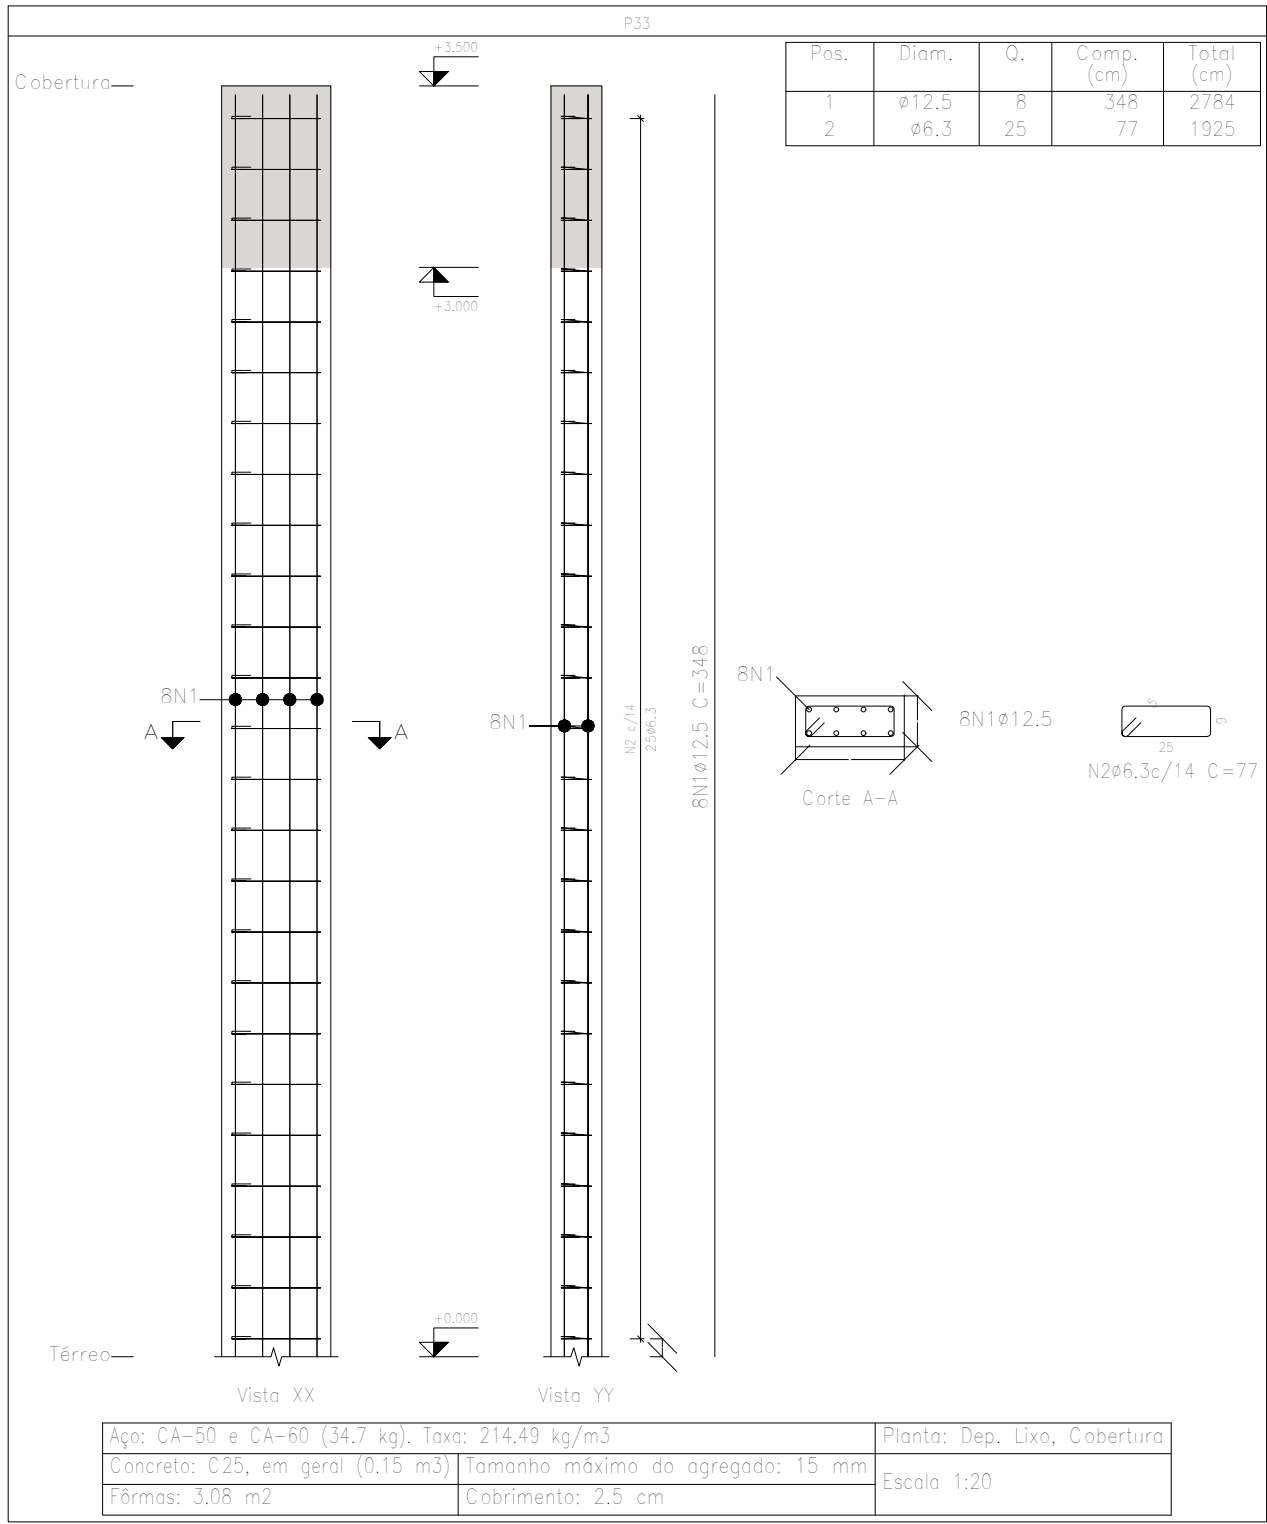 P33
Pos. Diam. Q. Comp. (cm) Total (cm)
1 ø12.5 8 348 2784
2 ø6.3 25 77 1925
+3.500
Cobertura
+3.000
8N1
A A
8N1
N2 c/14
25ø6.3
8N1ø12.5 C=348
8N1
8N1ø12.5
Corte A-A
5
9
25
N2ø6.3c/14 C=77
+0.000
Térreo
Vista XX
Vista YY
Aço: CA-50 e CA-60 (34.7 kg). Taxa: 214.49 kg/m3
Planta: Dep. Lixo, Cobertura
Concreto: C25, em geral (0.15 m3)
Tamanho máximo do agregado: 15 mm
Escala 1:20
Fôrmas: 3.08 m2
Cobrimento: 2.5 cm